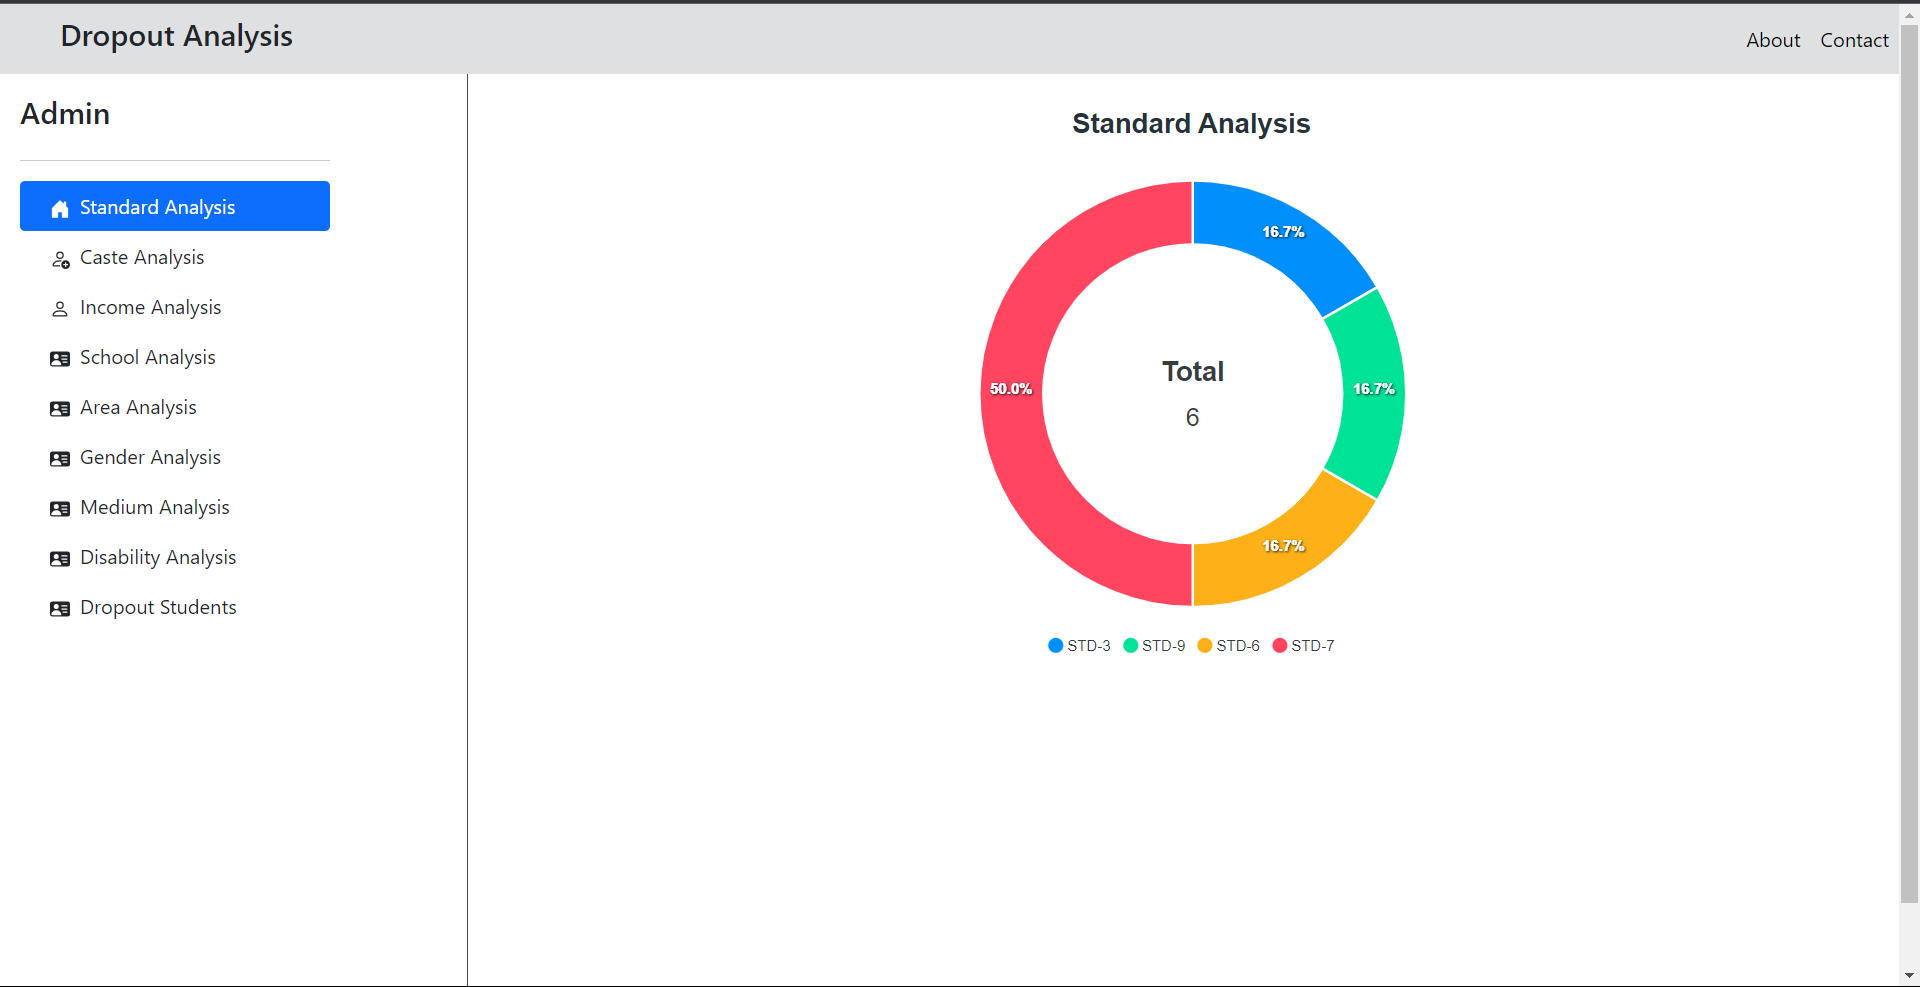 Dropout Analysis
About Contact
Admin
Standard Analysis
Caste Analysis
Income Analysis
School Analysis
Area Analysis
Gender Analysis
Medium Analysis
Disability Analysis
Dropout Students
Standard Analysis
16.7%
16.7%
16.7%
50.0%
Total
6
STD-3 STD-9 STD-6 STD-7